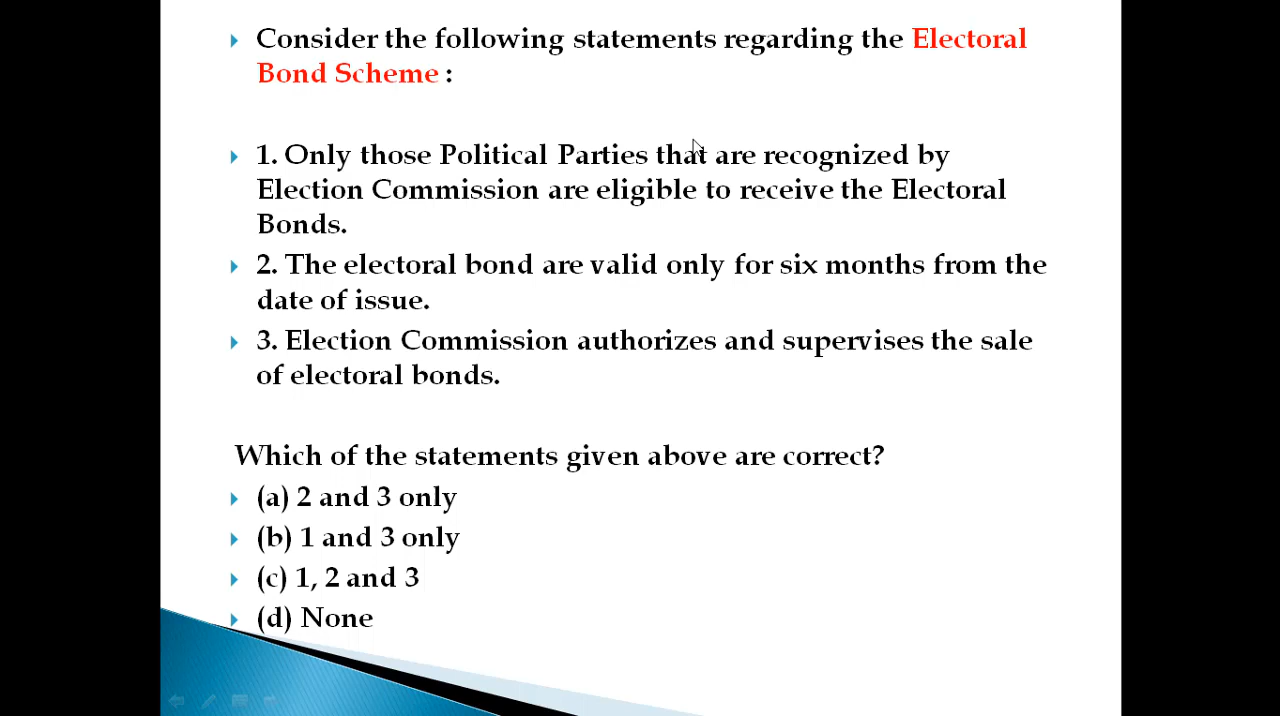 Consider the following statements regarding the Electoral
Bond Scheme :
1. Only those Political Parties that are recognized by
Election Commission are eligible to receive the Electoral
Bonds.
2. The electoral bond are valid only for six months from the
date of issue.
3. Election Commission authorizes and supervises the sale
of electoral bonds.
Which of the statements given above are correct?
(a) 2 and 3 only
(b) 1 and 3 only
(c) 1, 2 and 3
(d) None